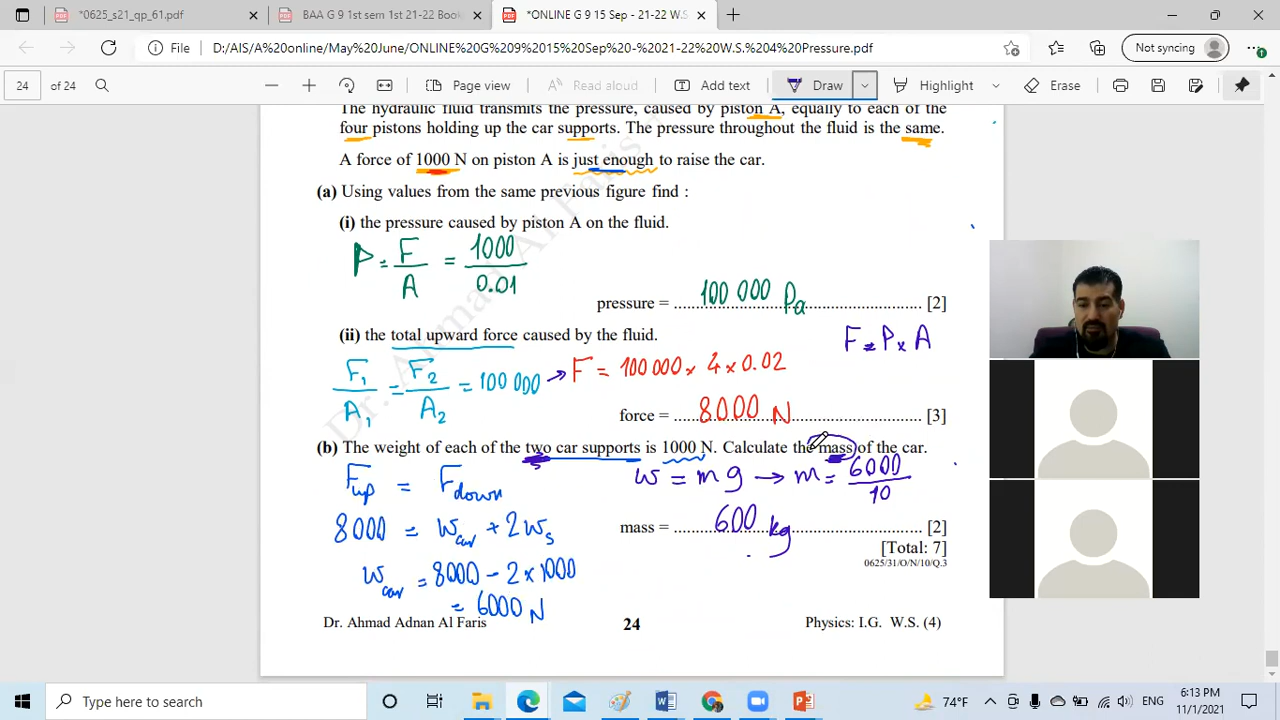 *0625_s21_qp_61.pdf
BAA G 9 1st sem 1st 21-22 Book
*ONLINE G 9 15 Sep - 21-22 W.S.
File
D:/AIS/A%20online/May%20June/ONLINE%20G%209%2015%20Sep%20-%2021-22%20W.S.%204%20Pressure.pdf
Not syncing
24 of 24
Page view
Read aloud
Add text
Draw
Highlight
Erase
The hydraulic fluid transmits the pressure, caused by piston A, equally to each of the
four pistons holding up the car supports. The pressure throughout the fluid is the same.
A force of 1000 N on piston A is just enough to raise the car.
(a) Using values from the same previous figure find :
(i) the pressure caused by piston A on the fluid.
P = F/A = 1000/0.01
pressure = ............ 100 000 Pa ............ [2]
(ii) the total upward force caused by the fluid.
F = P x A
F1/A1 = F2/A2 = 100 000 → F = 100 000 x 4 x 0.02
force = ............ 8000 N ............ [3]
(b) The weight of each of the two car supports is 1000 N. Calculate the mass of the car.
Fup = Fdown
W = mg → m = 6000/10
8000 = Wcar + 2Ws
mass = ............ 600 kg ............ [2]
[Total: 7]
0625/31/O/N/10/Q.3
Wcar = 8000 - 2 x 1000
= 6000 N
Dr. Ahmad Adnan Al Faris
24
Physics: I.G. W.S. (4)
Type here to search
74°F
ENG
6:13 PM
11/1/2021